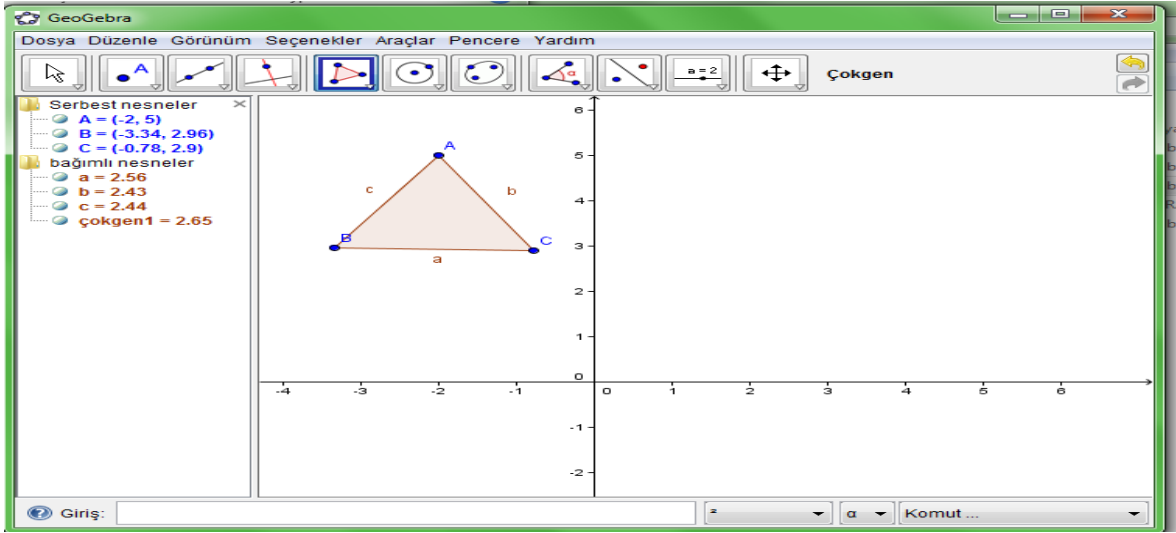 GeoGebra
Dosya Düzenle Görünüm Seçenekler Araçlar Pencere Yardım
A α a = 2 Çokgen
Serbest nesneler
A = (-2, 5)
B = (-3.34, 2.96)
C = (-0.78, 2.9)
bağımlı nesneler
a = 2.56
b = 2.43
c = 2.44
çokgen1 = 2.65
6
5
4
3
2
1
0
-1
-2
A
c b
B C
a
-4 -3 -2 -1 0 1 2 3 4 5 6
Giriş: ² α Komut ...